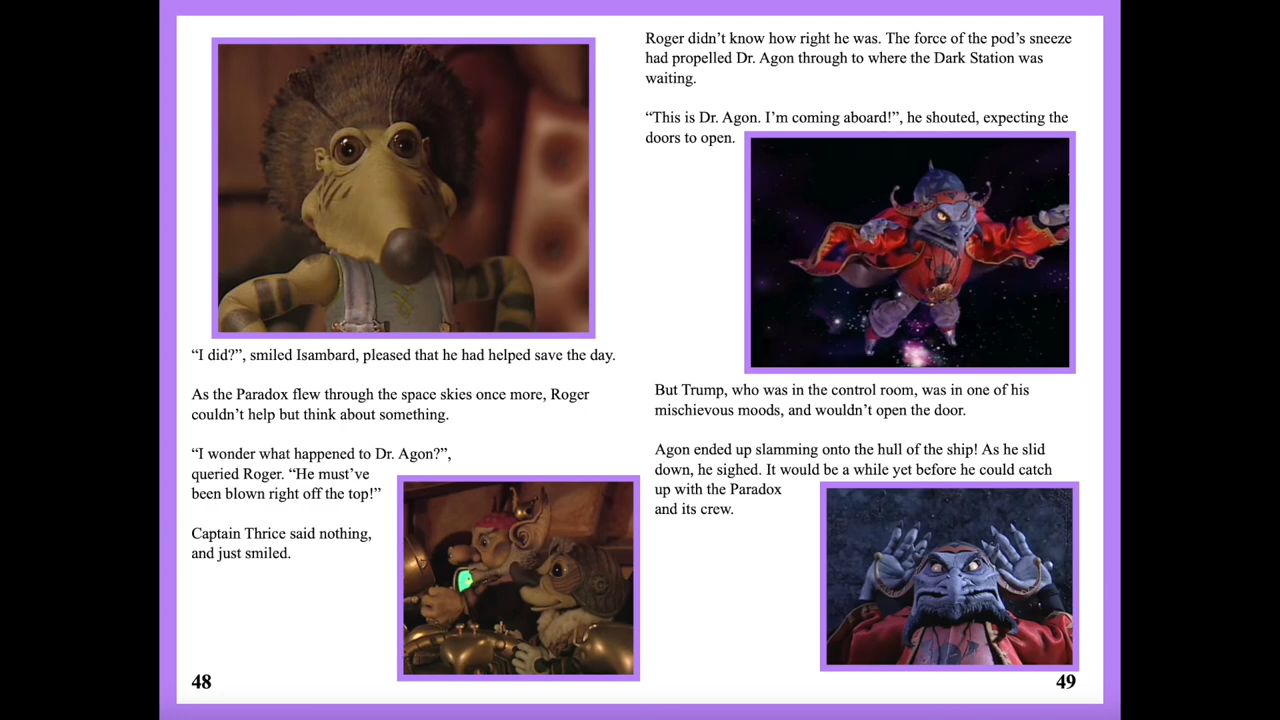 “I did?”, smiled Isambard, pleased that he had helped save the day.
As the Paradox flew through the space skies once more, Roger
couldn’t help but think about something.
“I wonder what happened to Dr. Agon?”,
queried Roger. “He must’ve
been blown right off the top!”
Captain Thrice said nothing,
and just smiled.
48
Roger didn’t know how right he was. The force of the pod’s sneeze
had propelled Dr. Agon through to where the Dark Station was
waiting.
“This is Dr. Agon. I’m coming aboard!”, he shouted, expecting the
doors to open.
But Trump, who was in the control room, was in one of his
mischievous moods, and wouldn’t open the door.
Agon ended up slamming onto the hull of the ship! As he slid
down, he sighed. It would be a while yet before he could catch
up with the Paradox
and its crew.
49